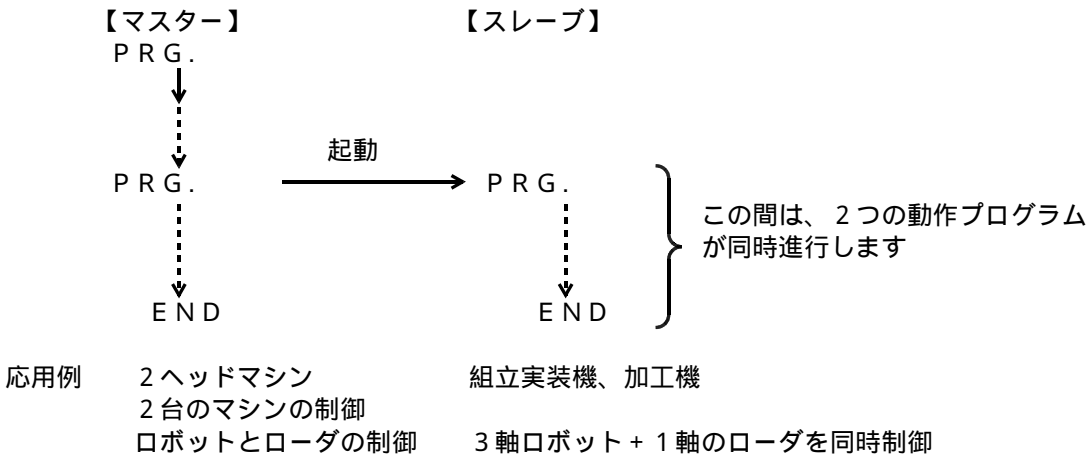 【マスター】 【スレーブ】
ＰＲＧ．
起動
ＰＲＧ． ＰＲＧ．
この間は、２つの動作プログラム
が同時進行します
ＥＮＤ ＥＮＤ
応用例 ２ヘッドマシン 組立実装機、加工機
２台のマシンの制御
ロボットとローダの制御 ３軸ロボット＋１軸のローダを同時制御